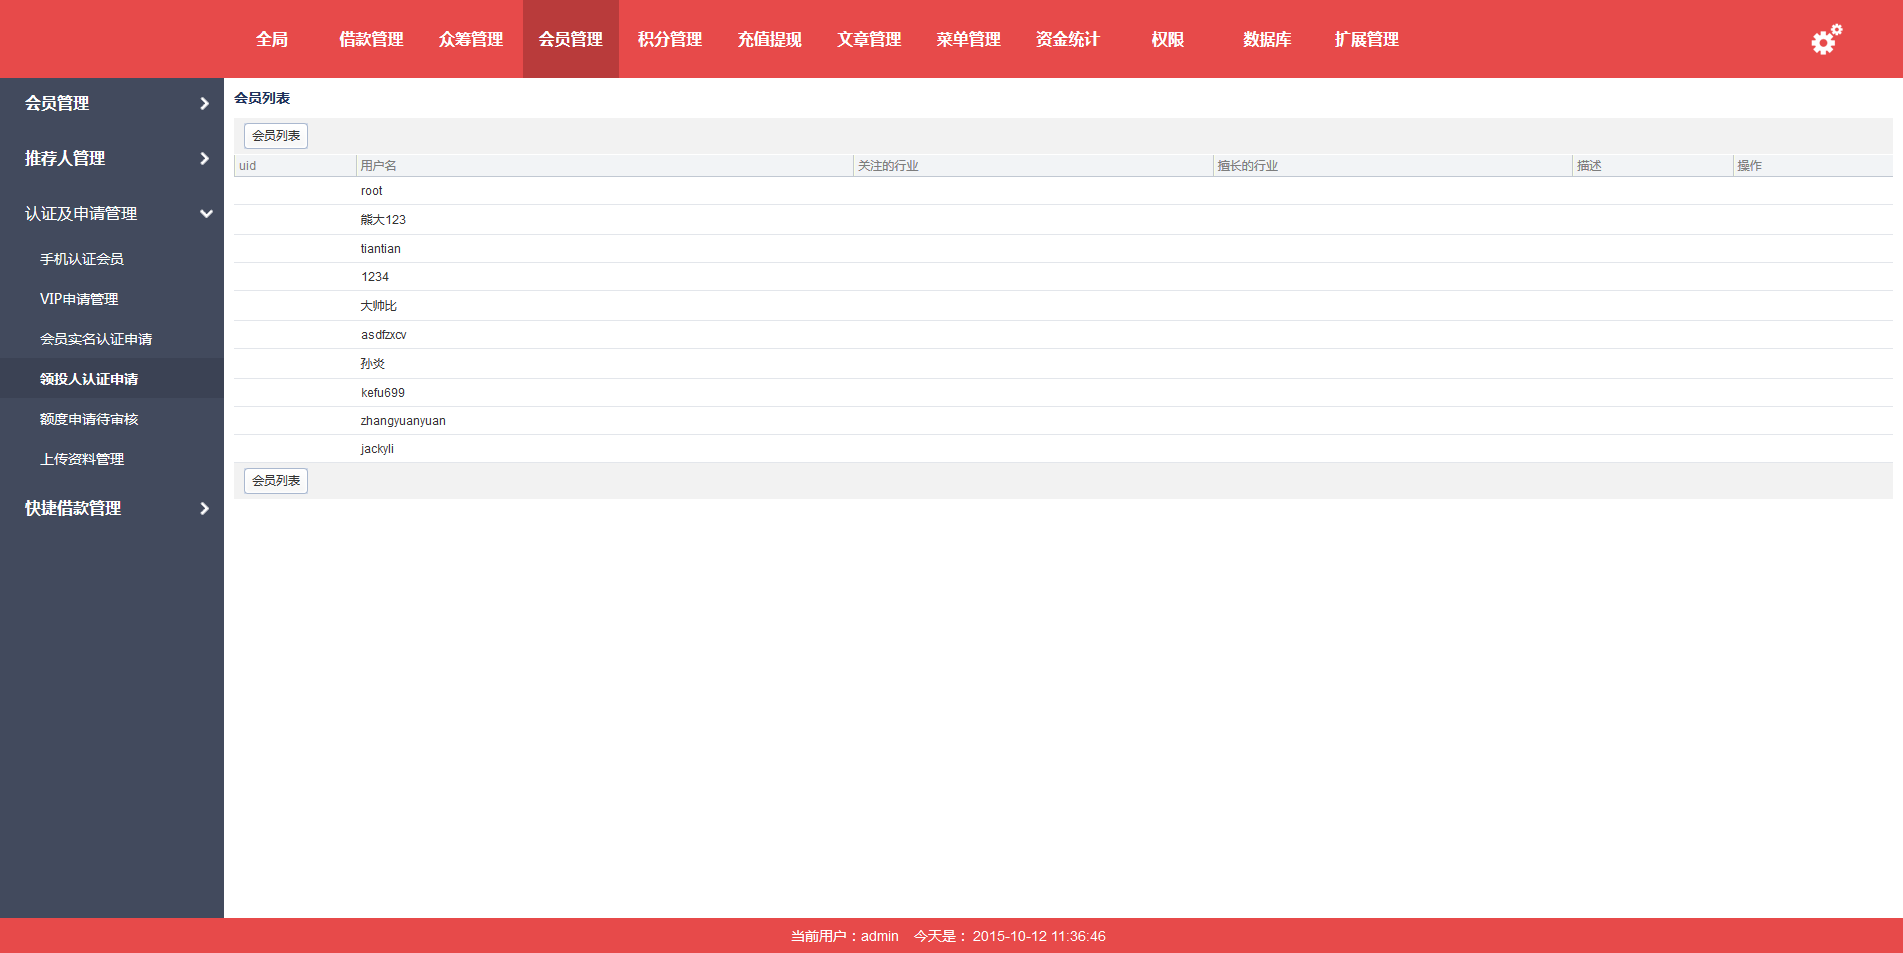 全局 借款管理 众筹管理 会员管理 积分管理 充值提现 文章管理 菜单管理 资金统计 权限 数据库 扩展管理
会员管理
推荐人管理
认证及申请管理
手机认证会员
VIP申请管理
会员实名认证申请
领投人认证申请
额度申请待审核
上传资料管理
快捷借款管理
会员列表
会员列表
uid 用户名 关注的行业 擅长的行业 描述 操作
root
熊大123
tiantian
1234
大帅比
asdfzxcv
孙炎
kefu699
zhangyuanyuan
jackyli
会员列表
当前用户：admin 今天是： 2015-10-12 11:36:46